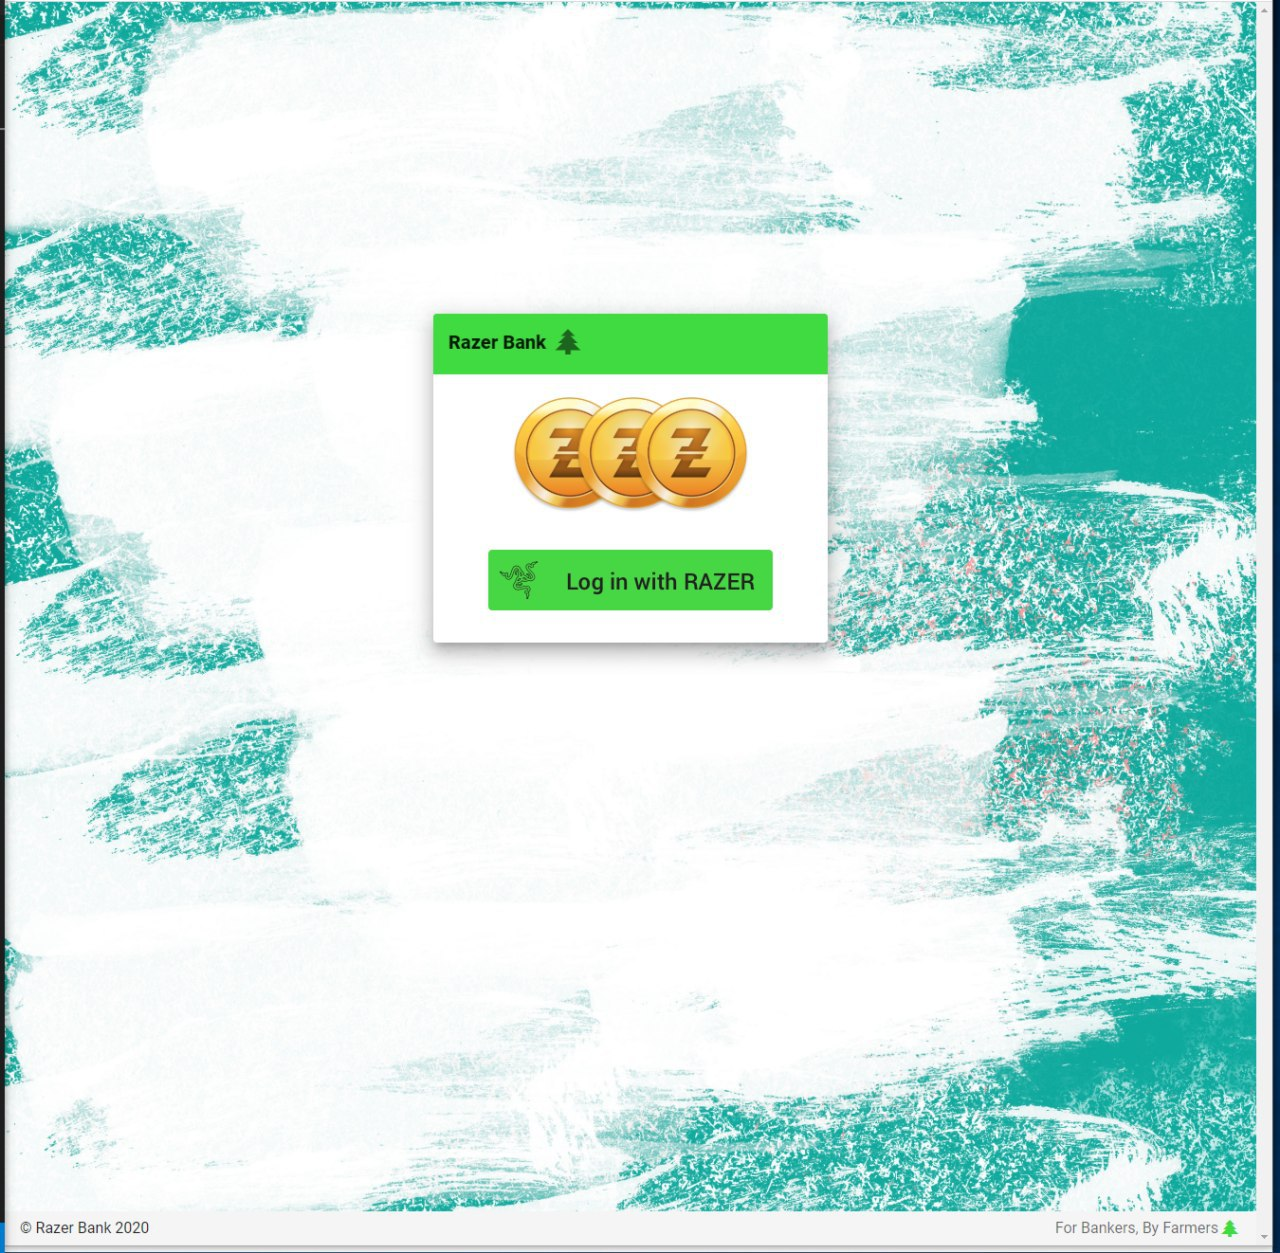 Razer Bank
Log in with RAZER
© Razer Bank 2020
For Bankers, By Farmers